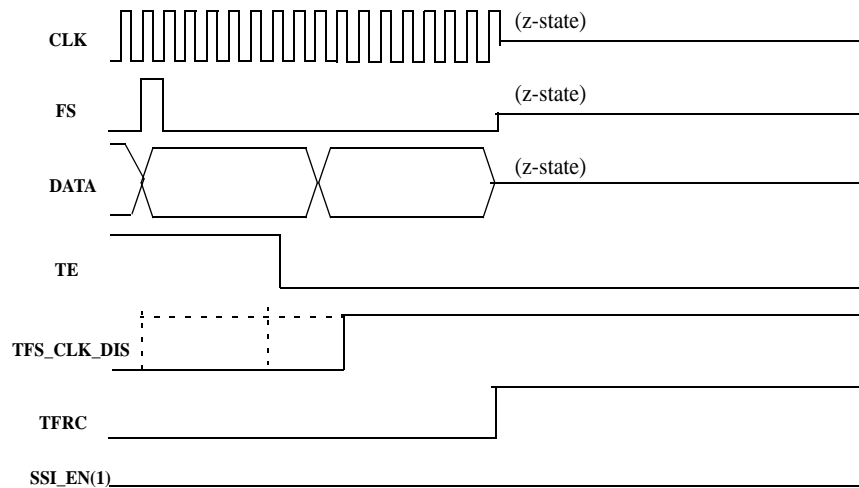 (z-state)
CLK
(z-state)
FS
(z-state)
DATA
TE
TFS_CLK_DIS
TFRC
SSI_EN(1)